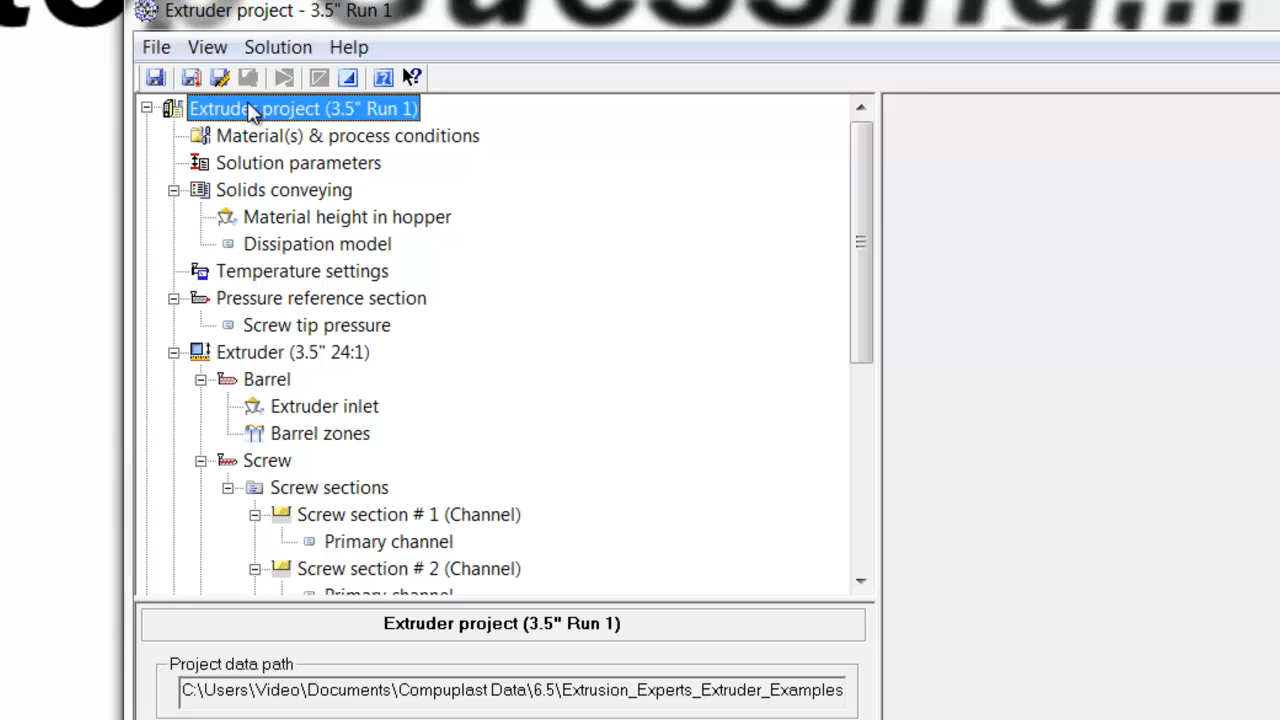 Extruder project - 3.5" Run 1
File View Solution Help
Extruder project (3.5" Run 1)
Material(s) & process conditions
Solution parameters
Solids conveying
Material height in hopper
Dissipation model
Temperature settings
Pressure reference section
Screw tip pressure
Extruder (3.5" 24:1)
Barrel
Extruder inlet
Barrel zones
Screw
Screw sections
Screw section # 1 (Channel)
Primary channel
Screw section # 2 (Channel)
Primary channel
Extruder project (3.5" Run 1)
Project data path
C:\Users\Video\Documents\Compuplast Data\6.5\Extrusion_Experts_Extruder_Examples